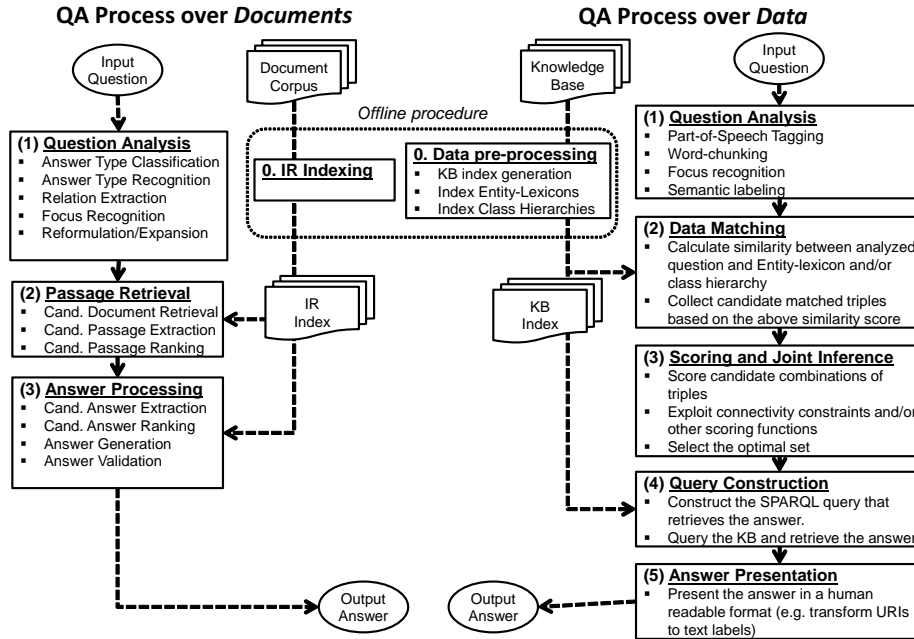 QA Process over Documents
Input
Question
Document
Corpus
(1) Question Analysis
▪ Answer Type Classification
▪ Answer Type Recognition
▪ Relation Extraction
▪ Focus Recognition
▪ Reformulation/Expansion
(2) Passage Retrieval
▪ Cand. Document Retrieval
▪ Cand. Passage Extraction
▪ Cand. Passage Ranking
(3) Answer Processing
▪ Cand. Answer Extraction
▪ Cand. Answer Ranking
▪ Answer Generation
▪ Answer Validation
Offline procedure
0. IR Indexing
IR
Index
Output
Answer
QA Process over Data
Knowledge
Base
Input
Question
0. Data pre-processing
▪ KB index generation
▪ Index Entity-Lexicons
▪ Index Class Hierarchies
KB
Index
(1) Question Analysis
▪ Part-of-Speech Tagging
▪ Word-chunking
▪ Focus recognition
▪ Semantic labeling
(2) Data Matching
▪ Calculate similarity between analyzed
question and Entity-lexicon and/or
class hierarchy
▪ Collect candidate matched triples
based on the above similarity score
(3) Scoring and Joint Inference
▪ Score candidate combinations of
triples
▪ Exploit connectivity constraints and/or
other scoring functions
▪ Select the optimal set
(4) Query Construction
▪ Construct the SPARQL query that
retrieves the answer.
▪ Query the KB and retrieve the answer
(5) Answer Presentation
▪ Present the answer in a human
readable format (e.g. transform URIs
to text labels)
Output
Answer